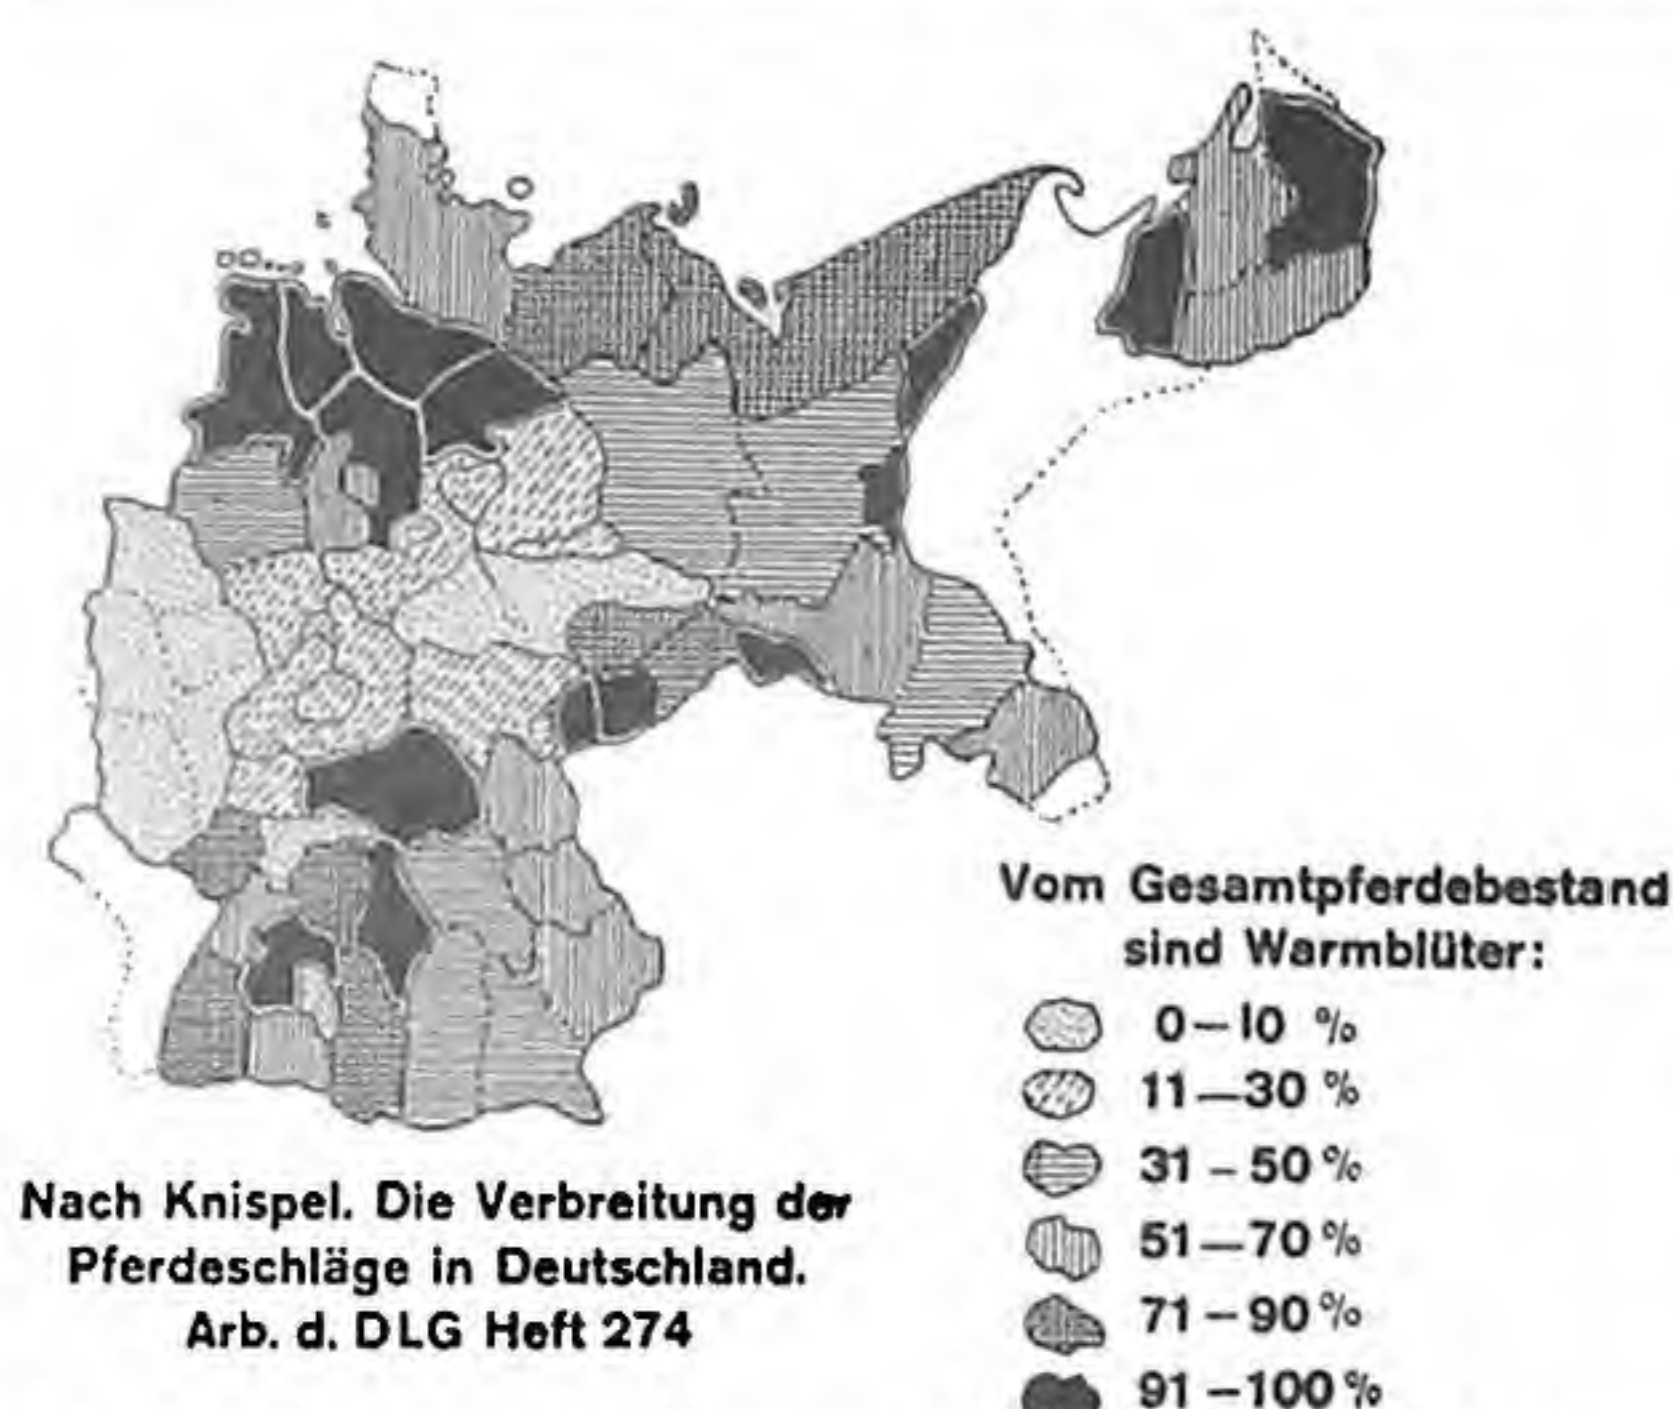 Vom Gesamtpferdebestand
sind Warmblüter:
0–10 %
11–30 %
31–50 %
51–70 %
71–90 %
91–100 %
Nach Knispel. Die Verbreitung der
Pferdeschläge in Deutschland.
Arb. d. DLG Heft 274